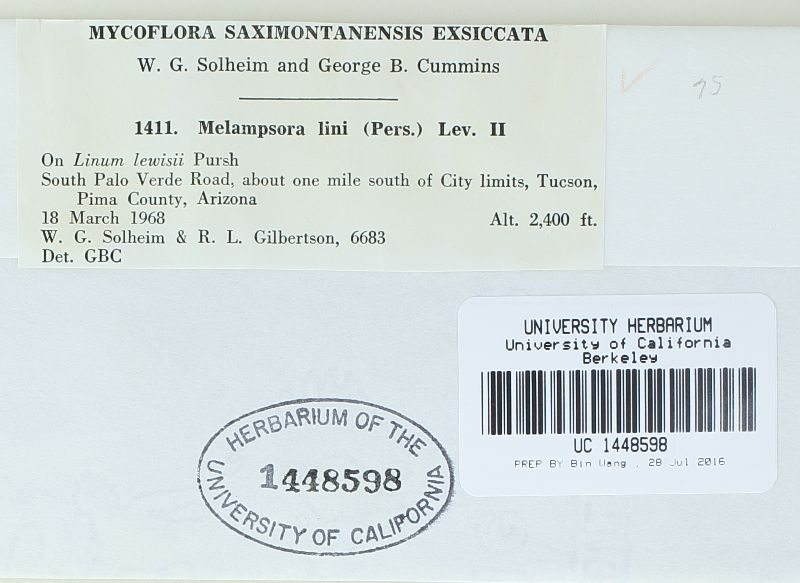 MYCOFLORA SAXIMONTANENSIS EXSICCATA
W. G. Solheim and George B. Cummins
1411. Melampsora lini (Pers.) Lev. II
On Linum lewisii Pursh
South Palo Verde Road, about one mile south of City limits, Tucson,
Pima County, Arizona
18 March 1968 Alt. 2,400 ft.
W. G. Solheim & R. L. Gilbertson, 6683
Det. GBC
UNIVERSITY HERBARIUM
University of California
Berkeley
UC 1448598
PREP BY Bin Wang , 28 Jul 2016
HERBARIUM OF THE
1448598
UNIVERSITY OF CALIFORNIA